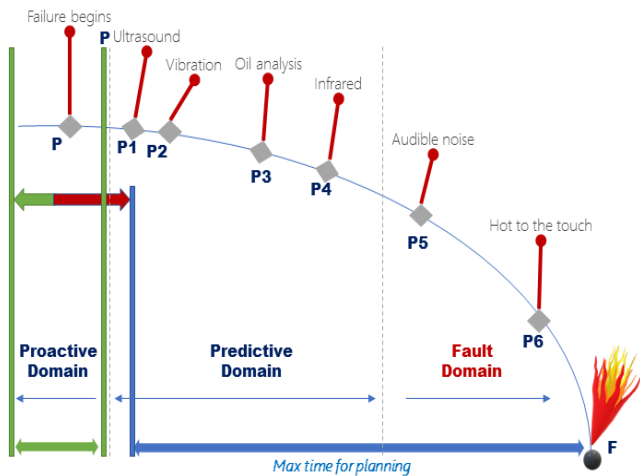 Failure begins
P
Ultrasound
Vibration
Oil analysis
Infrared
Audible noise
Hot to the touch
P
P1
P2
P3
P4
P5
P6
Proactive
Domain
Predictive
Domain
Fault
Domain
F
Max time for planning